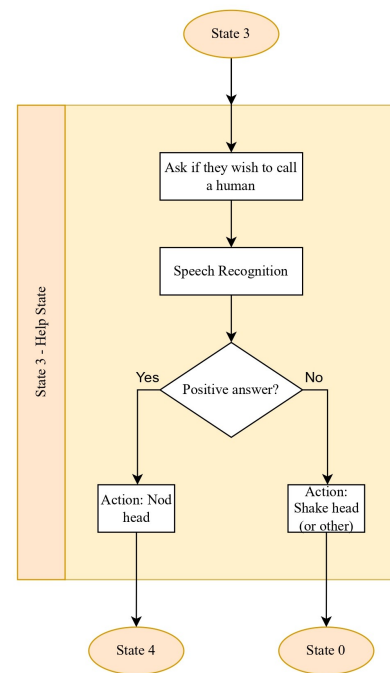 State 3
State 3 - Help State
Ask if they wish to call
a human
Speech Recognition
Positive answer?
Yes
No
Action: Nod
head
Action:
Shake head
(or other)
State 4
State 0